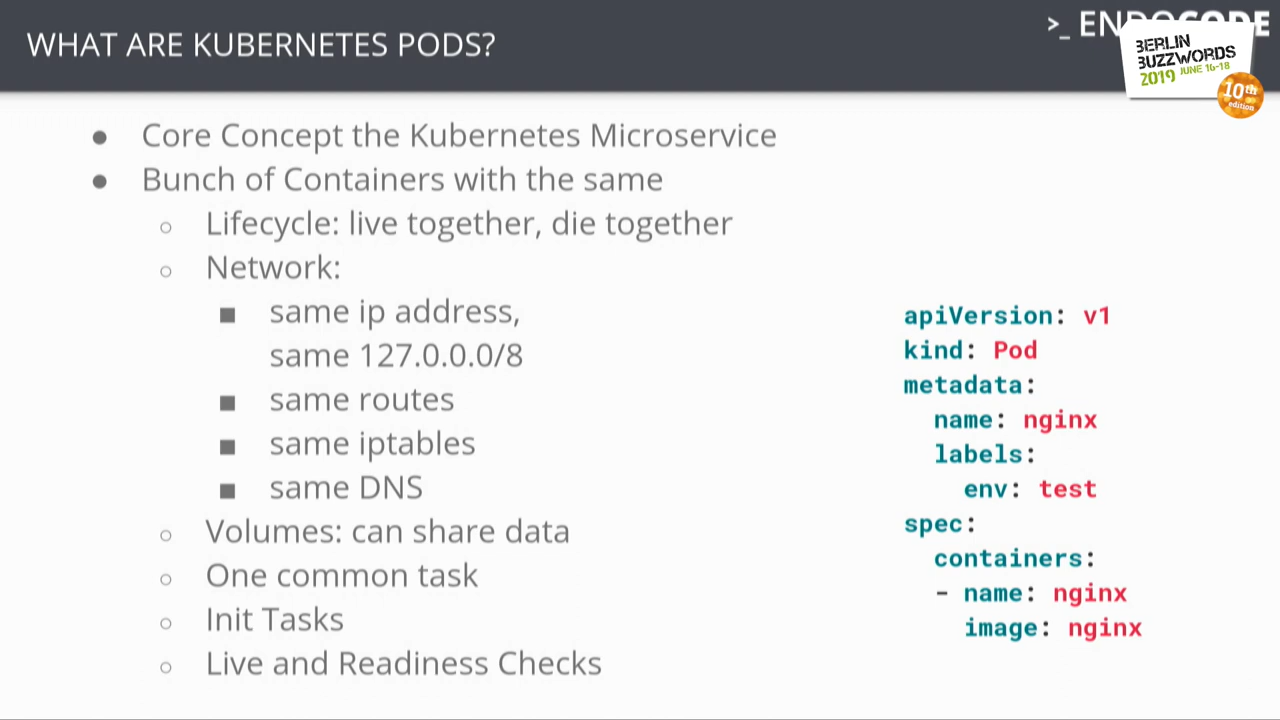 WHAT ARE KUBERNETES PODS?
>_ ENDOCODE
BERLIN
BUZZWORDS
2019 JUNE 16-18
10th
edition
● Core Concept the Kubernetes Microservice
● Bunch of Containers with the same
○ Lifecycle: live together, die together
○ Network:
■ same ip address,
same 127.0.0.0/8
■ same routes
■ same iptables
■ same DNS
○ Volumes: can share data
○ One common task
○ Init Tasks
○ Live and Readiness Checks
apiVersion: v1
kind: Pod
metadata:
  name: nginx
  labels:
    env: test
spec:
  containers:
  - name: nginx
    image: nginx